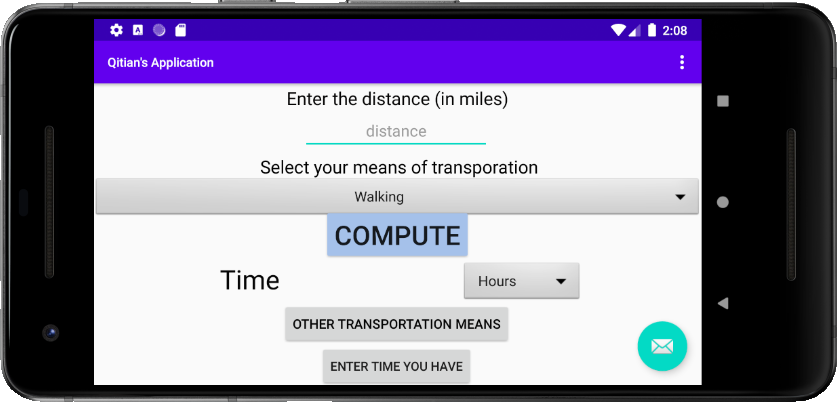 2:08
Qitian's Application
Enter the distance (in miles)
distance
Select your means of transporation
Walking
COMPUTE
Time
Hours
OTHER TRANSPORTATION MEANS
ENTER TIME YOU HAVE